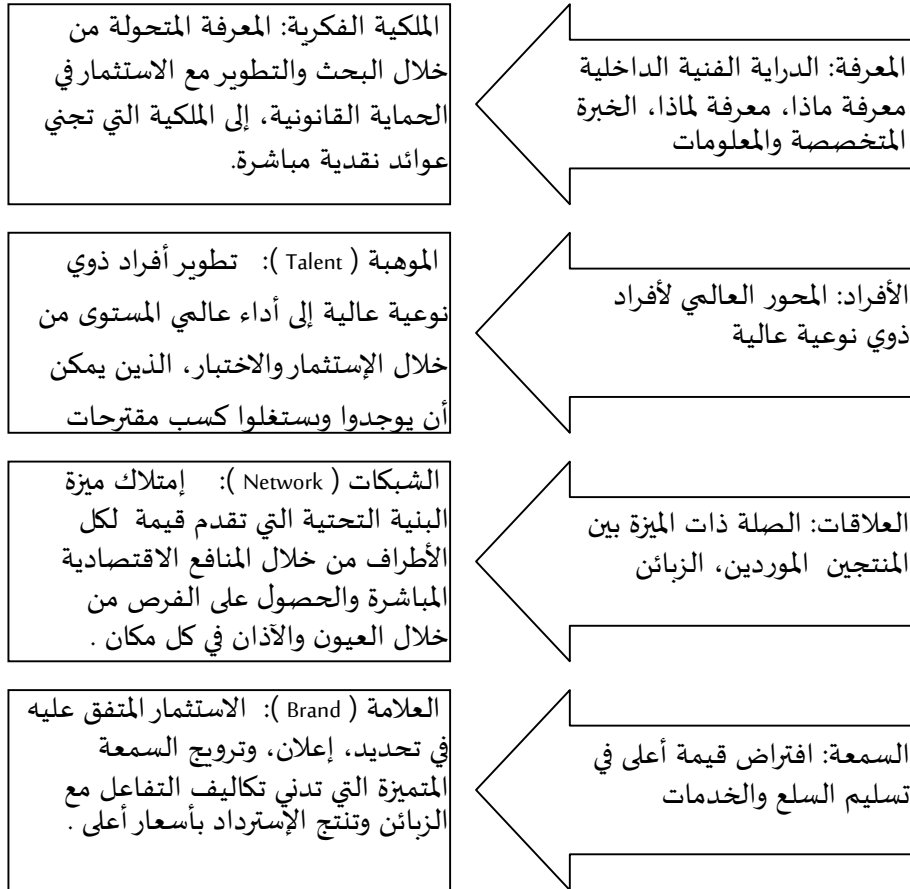 المعرفة: الدراية الفنية الداخلية
معرفة ماذا، معرفة لماذا، الخبرة
المتخصصة والمعلومات
الملكية الفكرية: المعرفة المتحولة من
خلال البحث والتطوير مع الاستثمار في
الحماية القانونية، إلى الملكية التي تجني
عوائد نقدية مباشرة.
الأفراد: المحور العالمي لأفراد
ذوي نوعية عالية
الموهبة ( Talent ): تطوير أفراد ذوي
نوعية عالية إلى أداء عالمي المستوى من
خلال الإستثمار والاختبار، الذين يمكن
أن يوجدوا ويستغلوا كسب مقترحات
العلاقات: الصلة ذات الميزة بين
المنتجين الموردين، الزبائن
الشبكات ( Network ): إمتلاك ميزة
البنية التحتية التي تقدم قيمة لكل
الأطراف من خلال المنافع الاقتصادية
المباشرة والحصول على الفرص من
خلال العيون والآذان في كل مكان .
السمعة: افتراض قيمة أعلى في
تسليم السلع والخدمات
العلامة ( Brand ): الاستثمار المتفق عليه
في تحديد، إعلان، وترويج السمعة
المتميزة التي تدني تكاليف التفاعل مع
الزبائن وتنتج الإسترداد بأسعار أعلى .